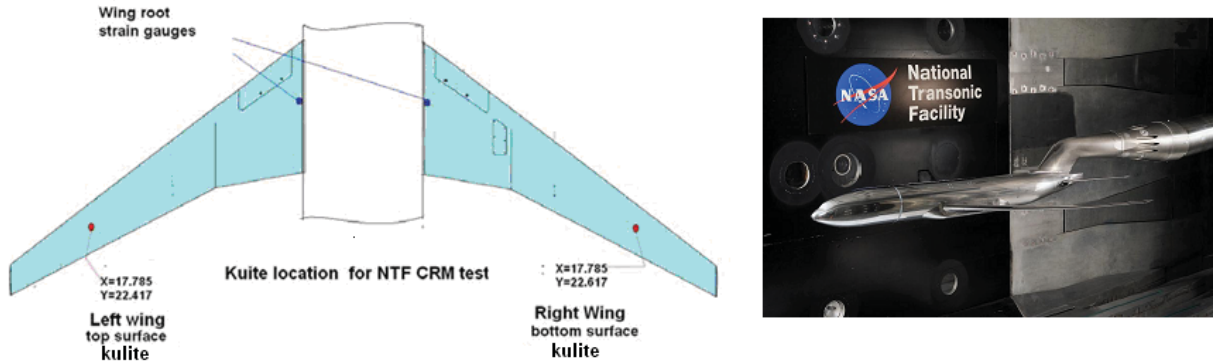 Wing root
strain gauges
X=17.785
Y=22.417
Left wing
top surface
kulite
Kuite location for NTF CRM test
X=17.785
Y=22.617
Right Wing
bottom surface
kulite
NASA
National
Transonic
Facility